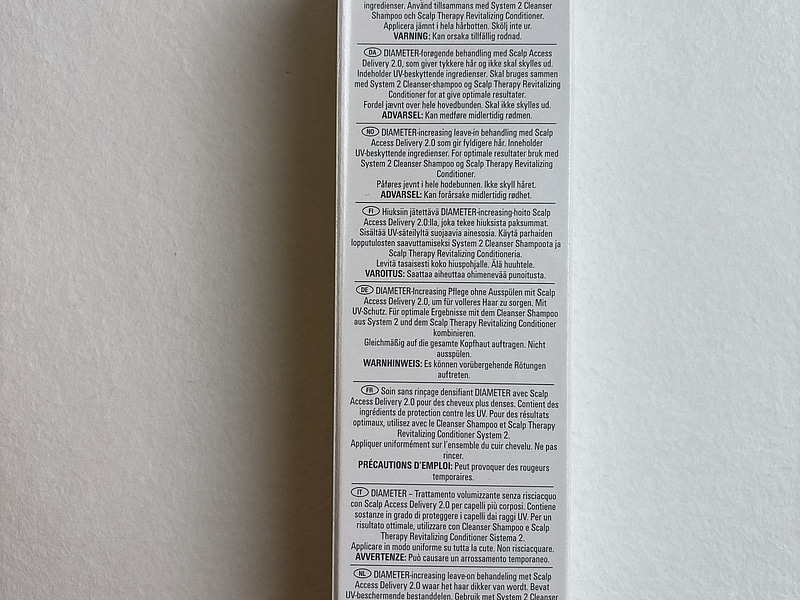 ingredienser. Använd tillsammans med System 2 Cleanser
Shampoo och Scalp Therapy Revitalizing Conditioner.
Applicera jämnt i hela hårbotten. Skölj inte ur.
VARNING: Kan orsaka tillfällig rodnad.
DA DIAMETER-forøgende behandling med Scalp Access
Delivery 2.0, som giver tykkere hår og ikke skal skylles ud.
Indeholder UV-beskyttende ingredienser. Skal bruges sammen
med System 2 Cleanser-shampoo og Scalp Therapy Revitalizing
Conditioner for at give optimale resultater.
Fordel jævnt over hele hovedbunden. Skal ikke skylles ud.
ADVARSEL: Kan medføre midlertidig rødmen.
NO DIAMETER-increasing leave-in behandling med Scalp
Access Delivery 2.0 som gir fyldigere hår. Inneholder
UV-beskyttende ingredienser. For optimale resultater bruk med
System 2 Cleanser Shampoo og Scalp Therapy Revitalizing
Conditioner.
Påføres jevnt i hele hodebunnen. Ikke skyll håret.
ADVARSEL: Kan forårsake midlertidig rødhet.
FI Hiuksiin jätettävä DIAMETER-increasing-hoito Scalp
Access Delivery 2.0:lla, joka tekee hiuksista paksummat.
Sisältää UV-säteilyltä suojaavia ainesosia. Käytä parhaiden
lopputulosten saavuttamiseksi System 2 Cleanser Shampoota ja
Scalp Therapy Revitalizing Conditioneria.
Levitä tasaisesti koko hiuspohjalle. Älä huuhtele.
VAROITUS: Saattaa aiheuttaa ohimenevää punoitusta.
DE DIAMETER-Increasing Pflege ohne Ausspülen mit Scalp
Access Delivery 2.0, um für volleres Haar zu sorgen. Mit
UV-Schutz. Für optimale Ergebnisse mit dem Cleanser Shampoo
aus System 2 und dem Scalp Therapy Revitalizing Conditioner
kombinieren.
Gleichmäßig auf die gesamte Kopfhaut auftragen. Nicht
ausspülen.
WARNHINWEIS: Es können vorübergehende Rötungen
auftreten.
FR Soin sans rinçage densifiant DIAMETER avec Scalp
Access Delivery 2.0 pour des cheveux plus denses. Contient des
ingrédients de protection contre les UV. Pour des résultats
optimaux, utilisez avec le Cleanser Shampoo et Scalp Therapy
Revitalizing Conditioner System 2.
Appliquer uniformément sur l'ensemble du cuir chevelu. Ne pas
rincer.
PRÉCAUTIONS D'EMPLOI: Peut provoquer des rougeurs
temporaires.
IT DIAMETER – Trattamento volumizzante senza risciacquo
con Scalp Access Delivery 2.0 per capelli più corposi. Contiene
sostanze in grado di proteggere i capelli dai raggi UV. Per un
risultato ottimale, utilizzare con Cleanser Shampoo e Scalp
Therapy Revitalizing Conditioner Sistema 2.
Applicare in modo uniforme su tutta la cute. Non risciacquare.
AVVERTENZE: Può causare un arrossamento temporaneo.
NL DIAMETER-increasing leave-on behandeling met Scalp
Access Delivery 2.0 waar het haar dikker van wordt. Bevat
UV-beschermende bestanddelen. Gebruik met System 2 Cleanser